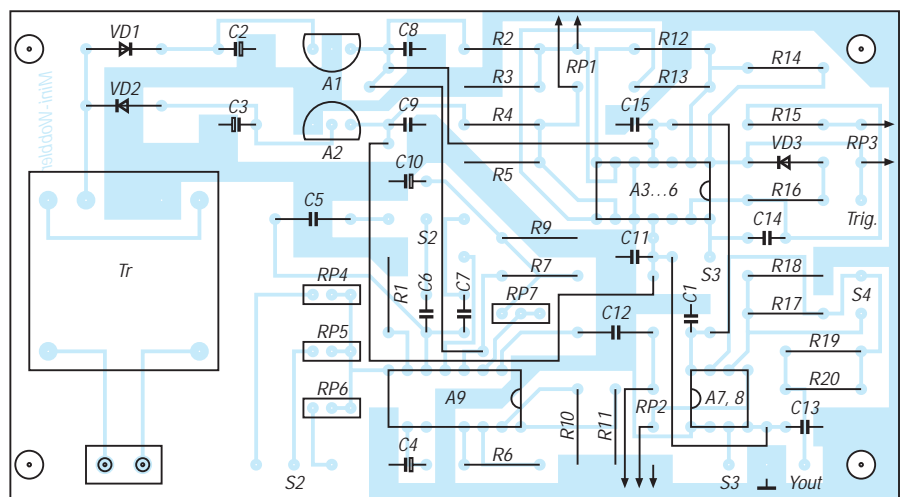 VD1
C2
C8
R2
R12
A1
R3
RP1
R13
R14
VD2
C3
C9
R4
C15
R15
RP3
A2
VD3
Mini-Wobbler
C10
R5
A3...6
R16
C5
S2
R9
C14
Trig.
Tr
C11
S3
R1
C6
C7
R7
R18
RP4
RP7
C1
R17
S4
RP5
C12
R19
RP6
A9
R10
R11
RP2
A7, 8
R20
C13
C4
R6
S2
S3
Yout